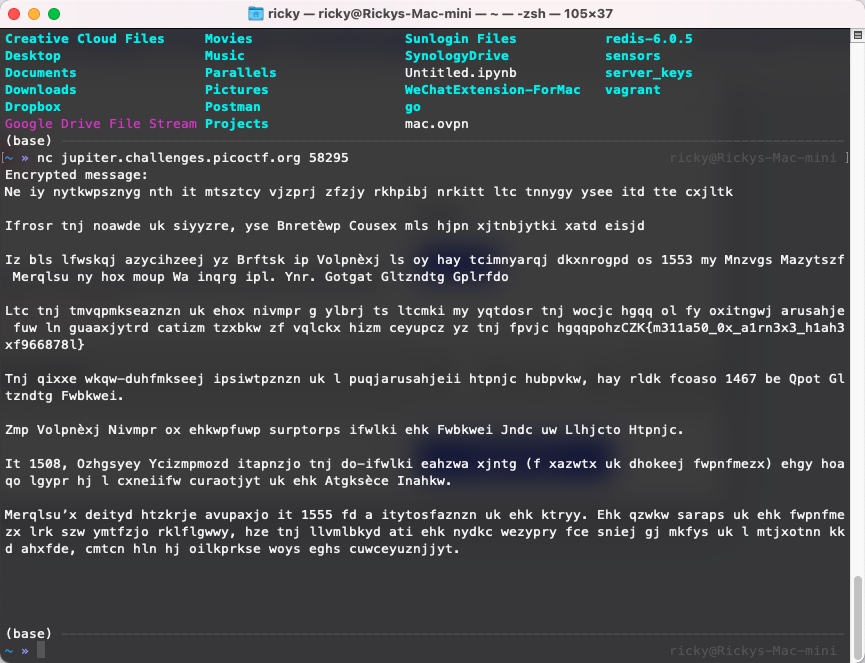 ricky — ricky@Rickys-Mac-mini — ~ — -zsh — 105×37
Creative Cloud Files Movies Sunlogin Files redis-6.0.5
Desktop Music SynologyDrive sensors
Documents Parallels Untitled.ipynb server_keys
Downloads Pictures WeChatExtension-ForMac vagrant
Dropbox Postman go
Google Drive File Stream Projects mac.ovpn
(base)
[~ » nc jupiter.challenges.picoctf.org 58295 ricky@Rickys-Mac-mini ]
Encrypted message:
Ne iy nytkwpsznyg nth it mtsztcy vjzprj zfzjy rkhpibj nrkitt ltc tnnygy ysee itd tte cxjltk
Ifrosr tnj noawde uk siyyzre, yse Bnretèwp Cousex mls hjpn xjtnbjytki xatd eisjd
Iz bls lfwskqj azycihzeej yz Brftsk ip Volpnèxj ls oy hay tcimnyarqj dkxnrogpd os 1553 my Mnzvgs Mazytszf
Merqlsu ny hox moup Wa inqrg ipl. Ynr. Gotgat Gltzndtg Gplrfdo
Ltc tnj tmvqpmkseaznzn uk ehox nivmpr g ylbrj ts ltcmki my yqtdosr tnj wocjc hgqq ol fy oxitngwj arusahje
fuw ln guaaxjytrd catizm tzxbkw zf vqlckx hizm ceyupcz yz tnj fpvjc hgqqpohzCZK{m311a50_0x_a1rn3x3_h1ah3
xf966878l}
Tnj qixxe wkqw-duhfmkseej ipsiwtpznzn uk l puqjarusahjeii htpnjc hubpvkw, hay rldk fcoaso 1467 be Qpot Gl
tzndtg Fwbkwei.
Zmp Volpnèxj Nivmpr ox ehkwpfuwp surptorps ifwlki ehk Fwbkwei Jndc uw Llhjcto Htpnjc.
It 1508, Ozhgsyey Ycizmpmozd itapnzjo tnj do-ifwlki eahzwa xjntg (f xazwtx uk dhokeej fwpnfmezx) ehgy hoa
qo lgypr hj l cxneiifw curaotjyt uk ehk Atgksèce Inahkw.
Merqlsu’x deityd htzkrje avupaxjo it 1555 fd a itytosfaznzn uk ehk ktryy. Ehk qzwkw saraps uk ehk fwpnfme
zx lrk szw ymtfzjo rklflgwwy, hze tnj llvmlbkyd ati ehk nydkc wezypry fce sniej gj mkfys uk l mtjxotnn kk
d ahxfde, cmtcn hln hj oilkprkse woys eghs cuwceyuznjjyt.
(base)
~ » ricky@Rickys-Mac-mini